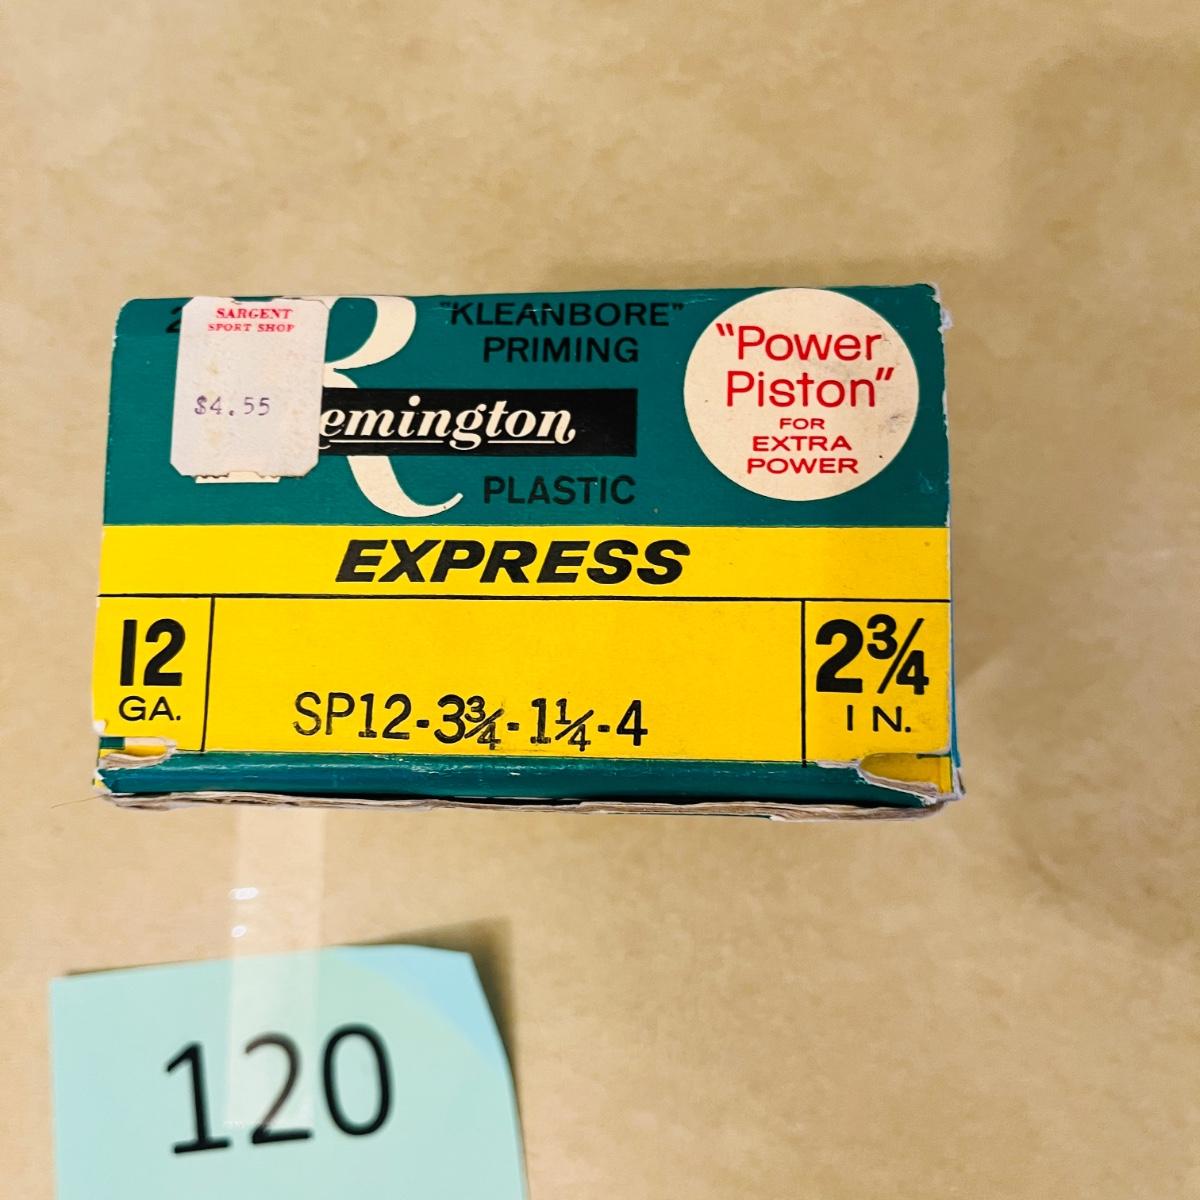 SARGENT
SPORT SHOP
$4.55
"KLEANBORE"
PRIMING
Remington
PLASTIC
"Power
Piston"
FOR
EXTRA
POWER
EXPRESS
12
GA.
SP12-3¾-1¼-4
2¾
IN.
120